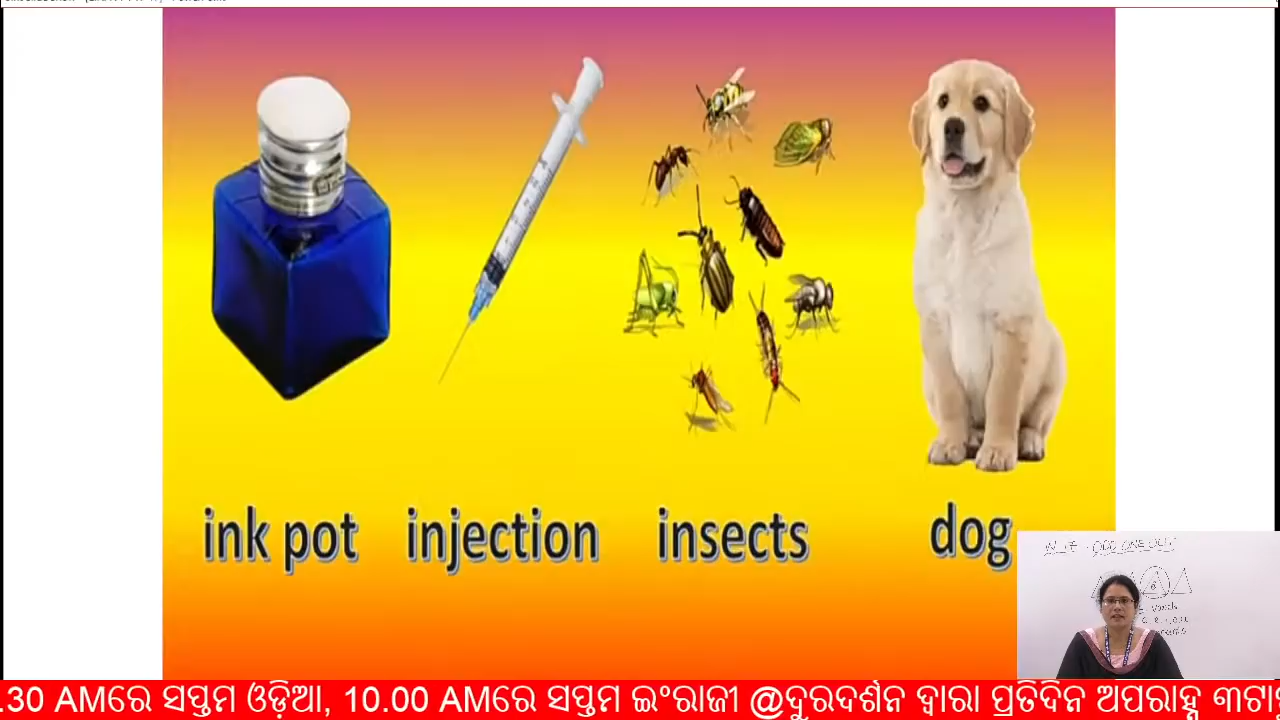 ink pot injection insects dog
.30 AMରେ ସପ୍ତମ ଓଡ଼ିଆ, 10.00 AMରେ ସପ୍ତମ ଇଂରାଜୀ @ଦୁରଦର୍ଶନ ଦ୍ୱାରା ପ୍ରତିଦିନ ଅପରାହ୍ନ ୩ଟା